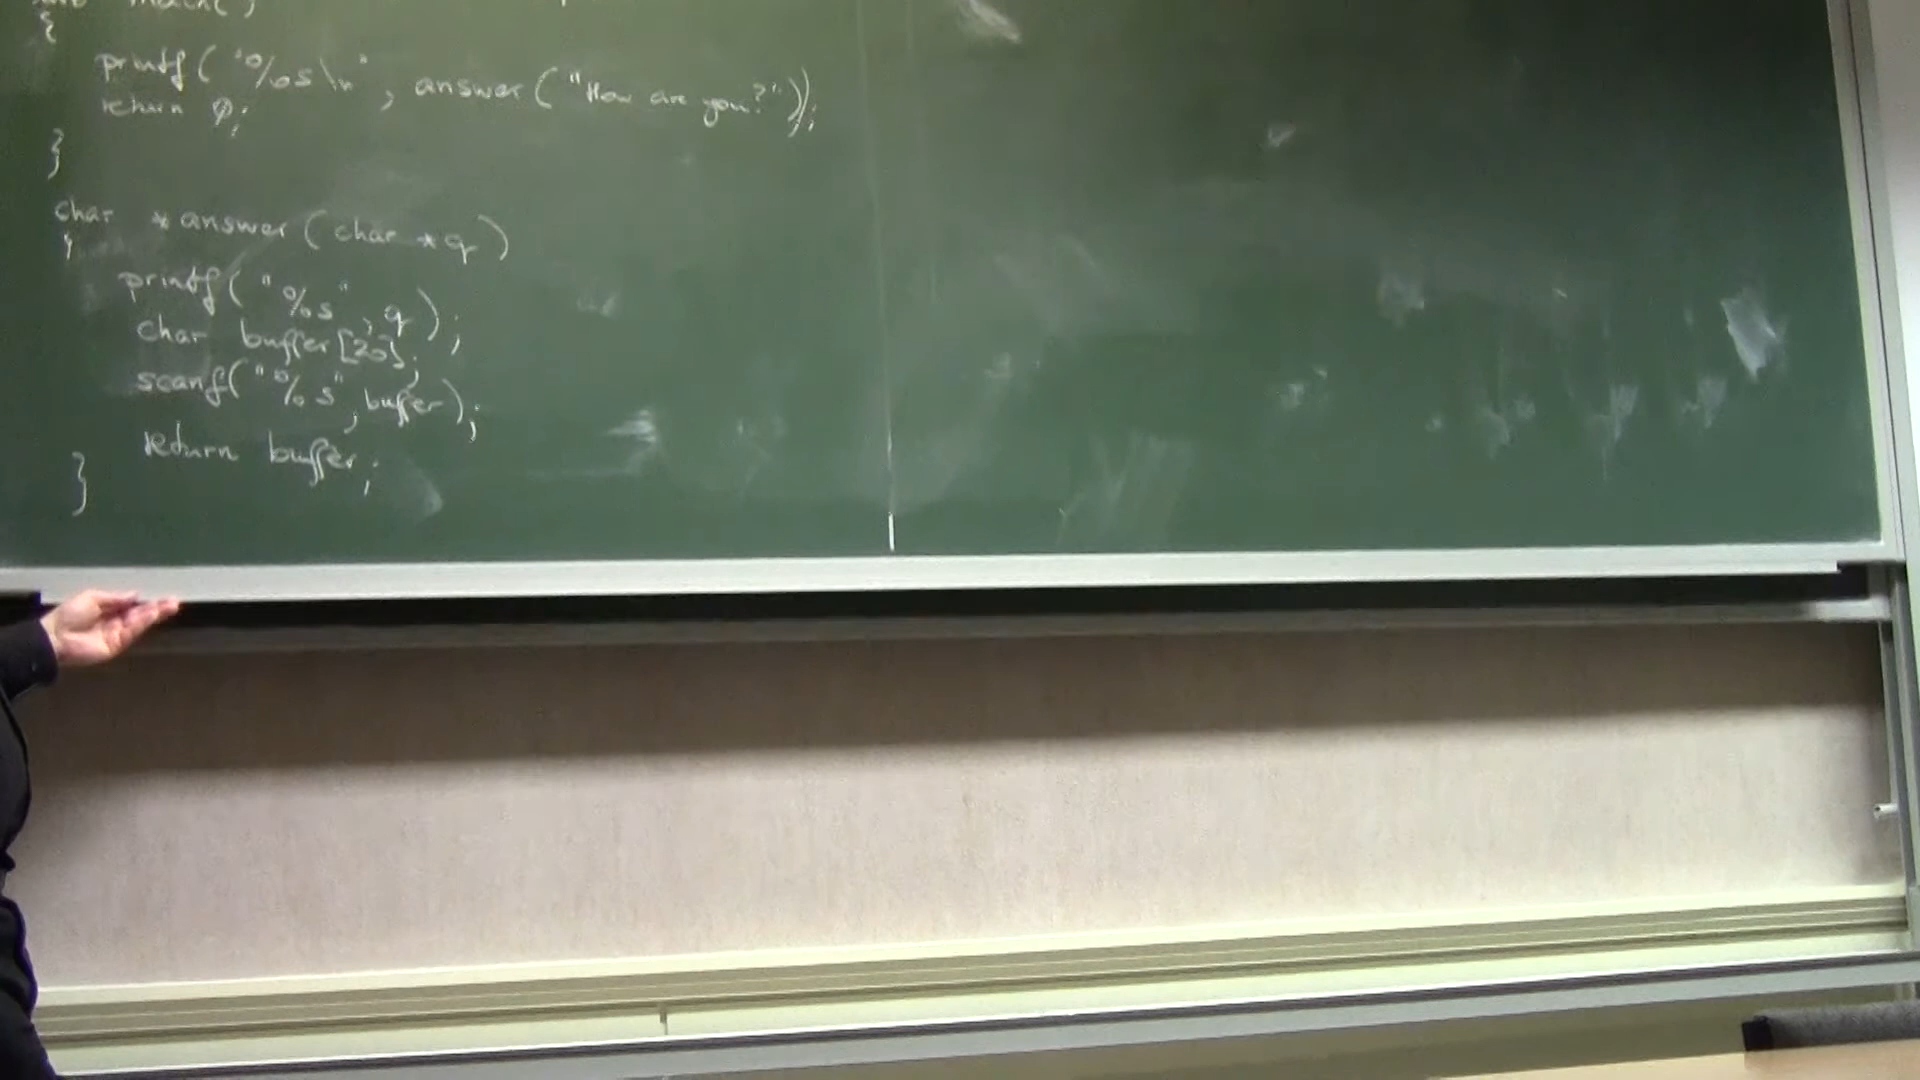 {
printf("%s\n", answer("How are you?"));
return 0;
}
char *answer(char *q)
{
printf("%s", q);
char buffer[20];
scanf("%s", buffer);
return buffer;
}